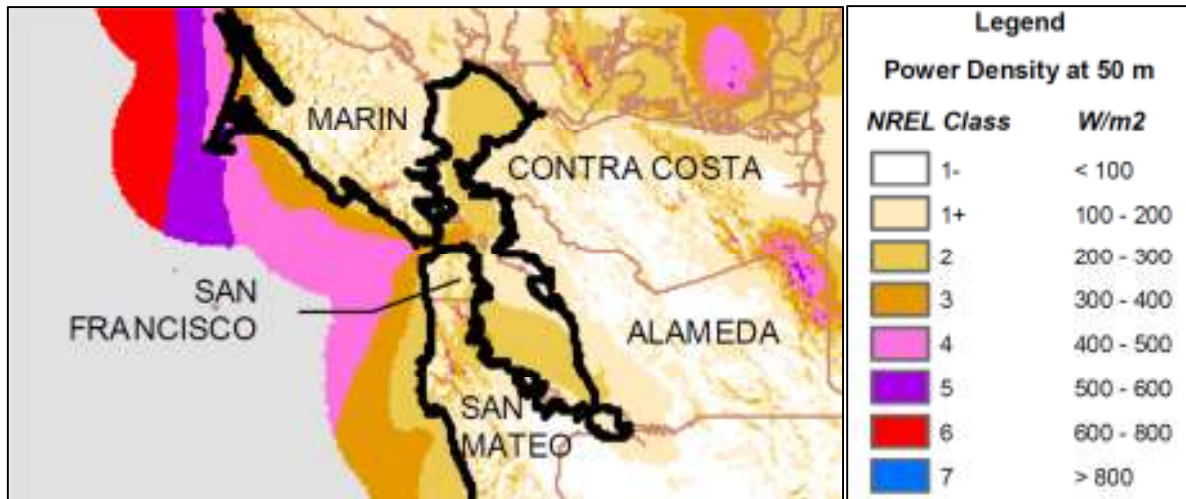 MARIN
CONTRA COSTA
SAN
FRANCISCO
ALAMEDA
SAN
MATEO
Legend
Power Density at 50 m
NREL Class W/m2
1- < 100
1+ 100 - 200
2 200 - 300
3 300 - 400
4 400 - 500
5 500 - 600
6 600 - 800
7 > 800